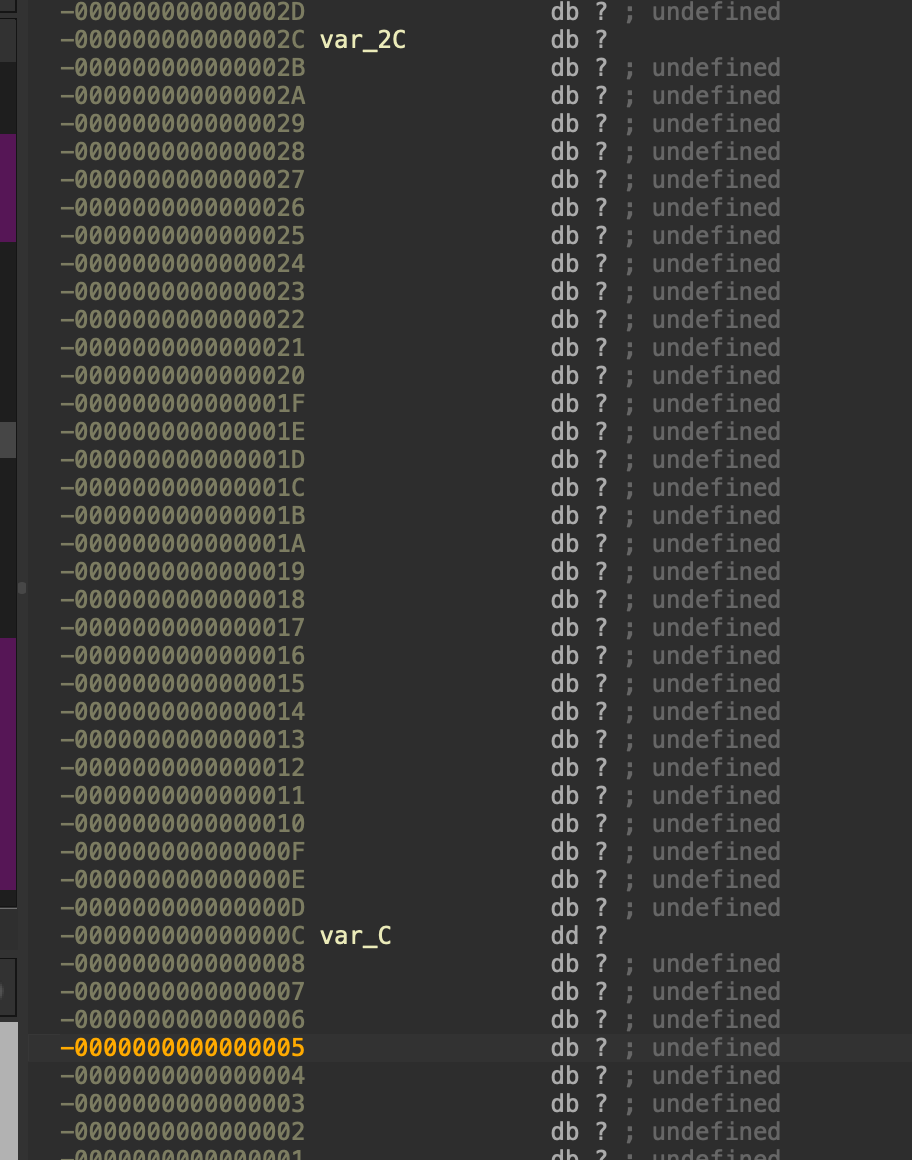 -000000000000002D db ? ; undefined
-000000000000002C var_2C db ?
-000000000000002B db ? ; undefined
-000000000000002A db ? ; undefined
-0000000000000029 db ? ; undefined
-0000000000000028 db ? ; undefined
-0000000000000027 db ? ; undefined
-0000000000000026 db ? ; undefined
-0000000000000025 db ? ; undefined
-0000000000000024 db ? ; undefined
-0000000000000023 db ? ; undefined
-0000000000000022 db ? ; undefined
-0000000000000021 db ? ; undefined
-0000000000000020 db ? ; undefined
-000000000000001F db ? ; undefined
-000000000000001E db ? ; undefined
-000000000000001D db ? ; undefined
-000000000000001C db ? ; undefined
-000000000000001B db ? ; undefined
-000000000000001A db ? ; undefined
-0000000000000019 db ? ; undefined
-0000000000000018 db ? ; undefined
-0000000000000017 db ? ; undefined
-0000000000000016 db ? ; undefined
-0000000000000015 db ? ; undefined
-0000000000000014 db ? ; undefined
-0000000000000013 db ? ; undefined
-0000000000000012 db ? ; undefined
-0000000000000011 db ? ; undefined
-0000000000000010 db ? ; undefined
-000000000000000F db ? ; undefined
-000000000000000E db ? ; undefined
-000000000000000D db ? ; undefined
-000000000000000C var_C dd ?
-0000000000000008 db ? ; undefined
-0000000000000007 db ? ; undefined
-0000000000000006 db ? ; undefined
-0000000000000005 db ? ; undefined
-0000000000000004 db ? ; undefined
-0000000000000003 db ? ; undefined
-0000000000000002 db ? ; undefined
-0000000000000001 db ? ; undefined